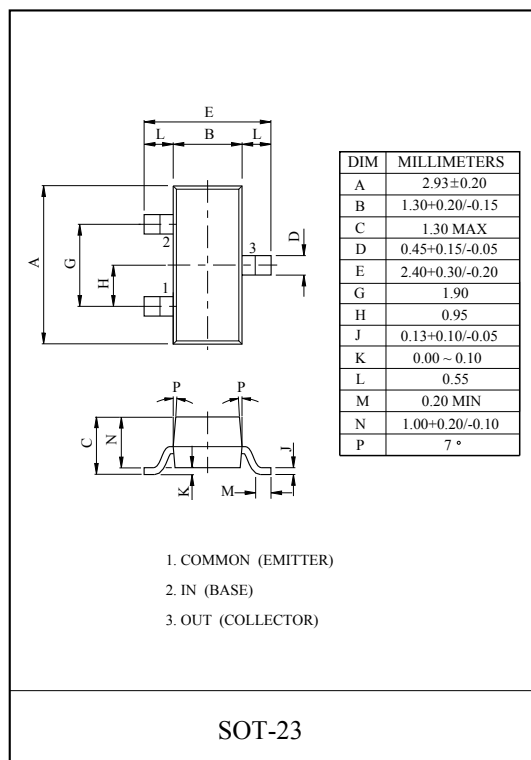 E
L B L
A
G
H
2
1
3
D
DIM MILLIMETERS
A 2.93±0.20
B 1.30+0.20/-0.15
C 1.30 MAX
D 0.45+0.15/-0.05
E 2.40+0.30/-0.20
G 1.90
H 0.95
J 0.13+0.10/-0.05
K 0.00 ~ 0.10
L 0.55
M 0.20 MIN
N 1.00+0.20/-0.10
P 7 °
P P
C
N
K
M
J
1. COMMON (EMITTER)
2. IN (BASE)
3. OUT (COLLECTOR)
SOT-23